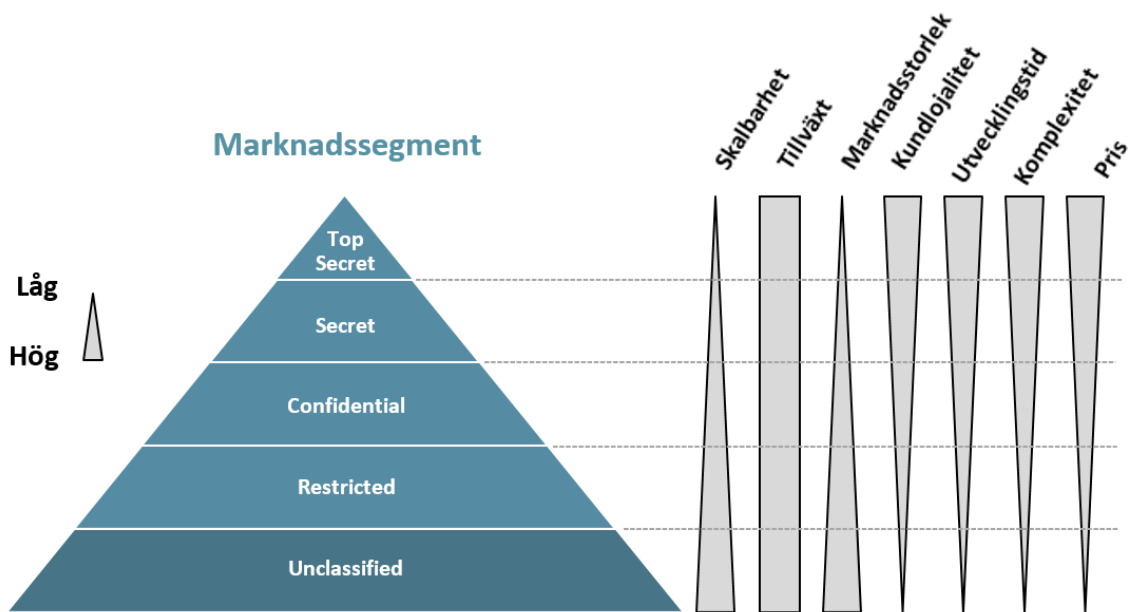 Skalbarhet
Tillväxt
Marknadsstorlek
Kundlojalitet
Utvecklingstid
Komplexitet
Pris
Marknadssegment
Top
Secret
Låg
Secret
Hög
Confidential
Restricted
Unclassified